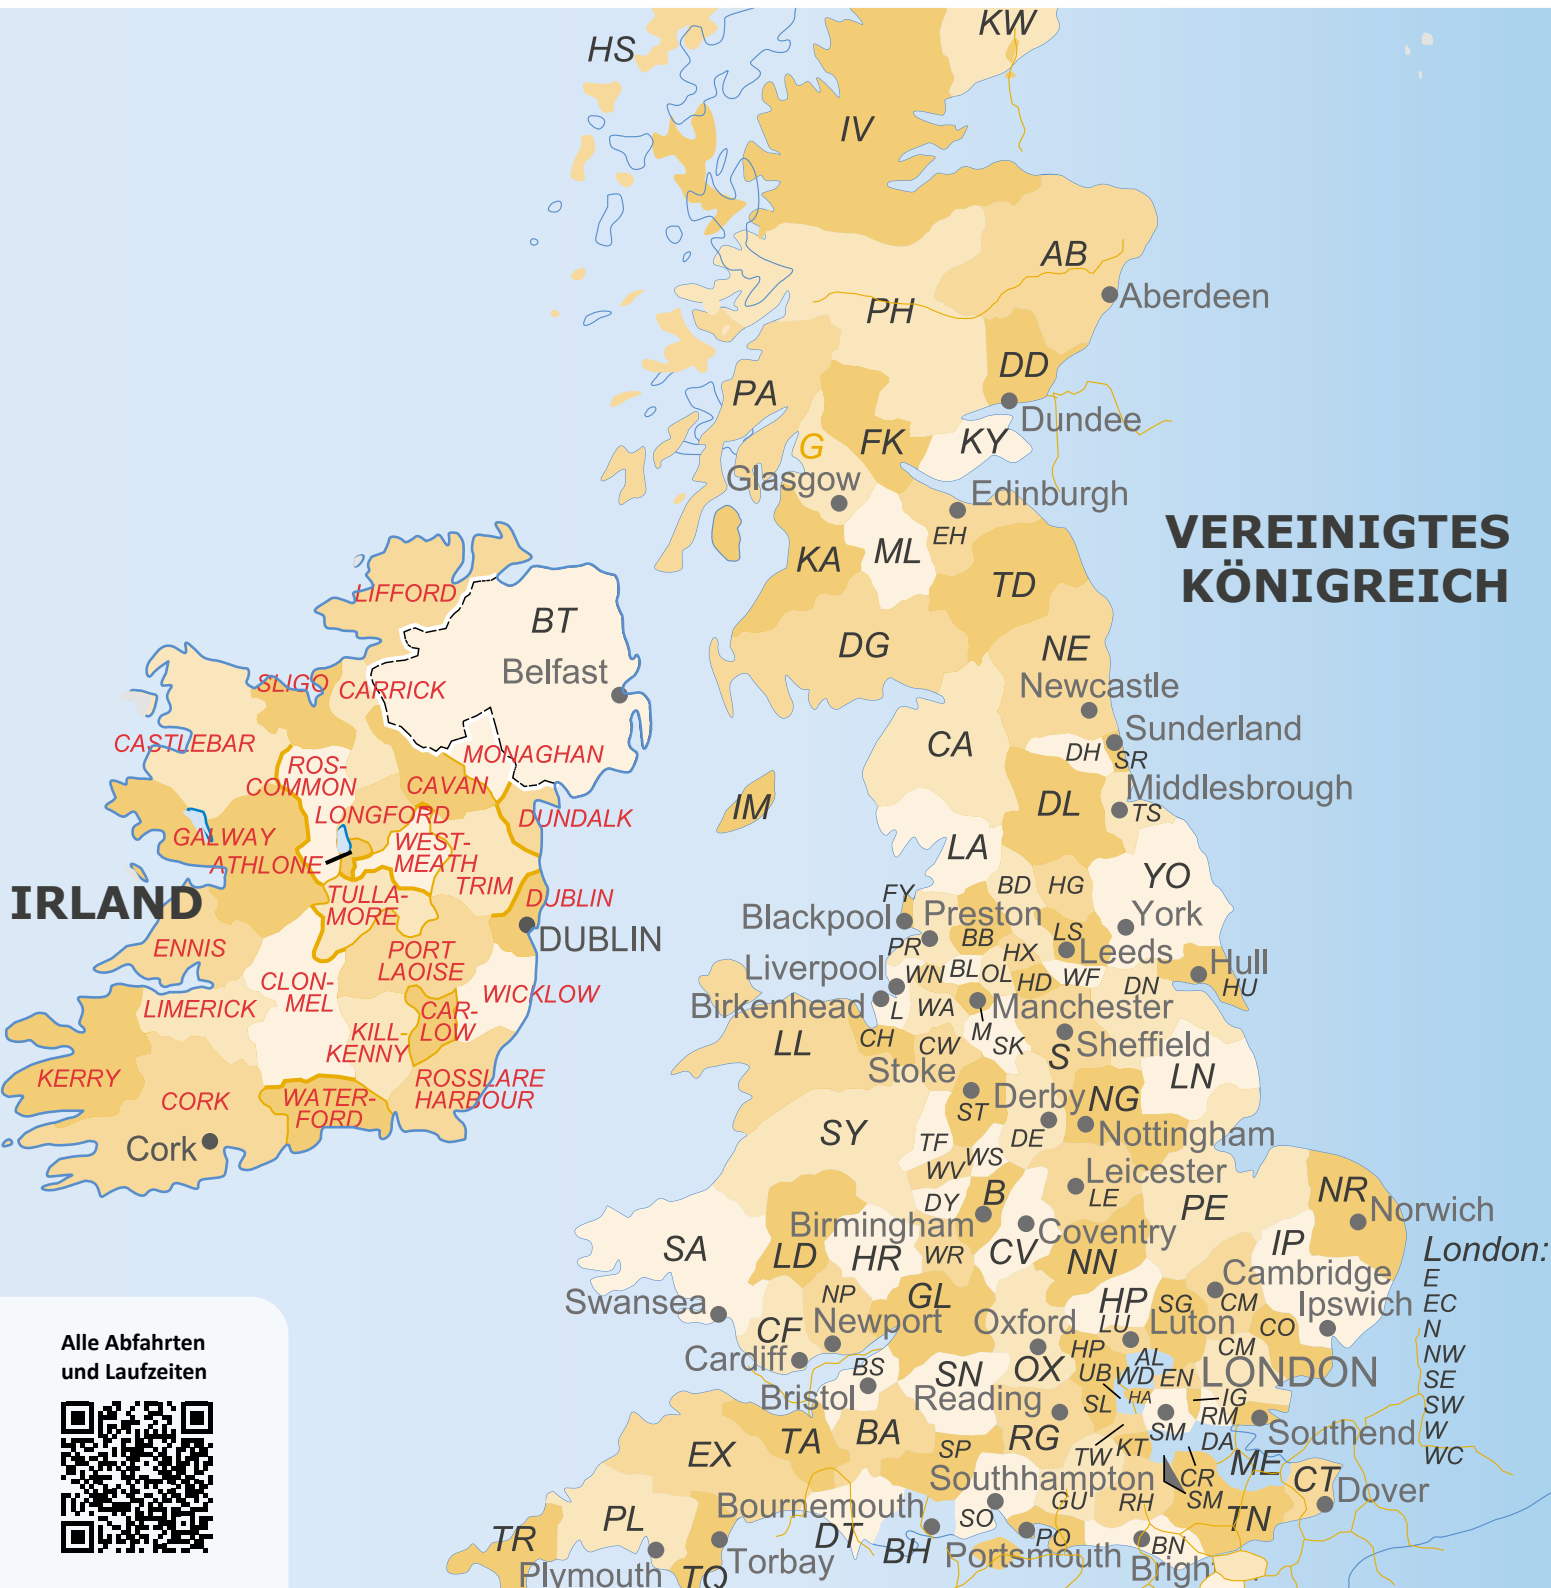 KW
HS
IV
AB
Aberdeen
PH
DD
PA
Dundee
G
FK
KY
Glasgow
Edinburgh
EH
VEREINIGTES
KÖNIGREICH
KA
ML
TD
LIFFORD
BT
DG
NE
Belfast
Newcastle
SLIGO
CARRICK
Sunderland
CASTLEBAR
CA
DH
SR
MONAGHAN
ROS-
COMMON
CAVAN
Middlesbrough
IM
DL
TS
LONGFORD
DUNDALK
GALWAY
WEST-
MEATH
LA
ATHLONE
YO
TRIM
BD
HG
IRLAND
TULLA-
MORE
DUBLIN
FY
Blackpool
Preston
York
DUBLIN
ENNIS
PORT
LAOISE
PR
BB
HX
LS
Leeds
Liverpool
WN
BL
OL
HD
WF
Hull
CLON-
MEL
WICKLOW
DN
HU
LIMERICK
CAR-
LOW
Birkenhead
L
WA
Manchester
KILL-
KENNY
LL
CH
CW
M
SK
S
Sheffield
KERRY
ROSSLARE
HARBOUR
Stoke
LN
CORK
WATER-
FORD
ST
Derby
NG
Cork
SY
TF
DE
Nottingham
WV
WS
Leicester
DY
B
LE
PE
NR
Norwich
Birmingham
Coventry
SA
LD
HR
WR
CV
NN
IP
London:
E
EC
N
NW
SE
SW
W
WC
Cambridge
NP
GL
HP
SG
CM
Ipswich
Swansea
CF
Newport
Oxford
LU
Luton
CO
Cardiff
BS
SN
OX
HP
AL
CM
UB
WD
EN
LONDON
Bristol
Reading
SL
HA
IG
RM
SM
Southend
TA
BA
SP
RG
TW
KT
DA
EX
ME
CT
Southhampton
CR
SM
Dover
Bournemouth
SO
GU
RH
TN
TR
PL
DT
BH
PO
BN
Plymouth
TQ
Torbay
Portsmouth
Brigh
Alle Abfahrten
und Laufzeiten